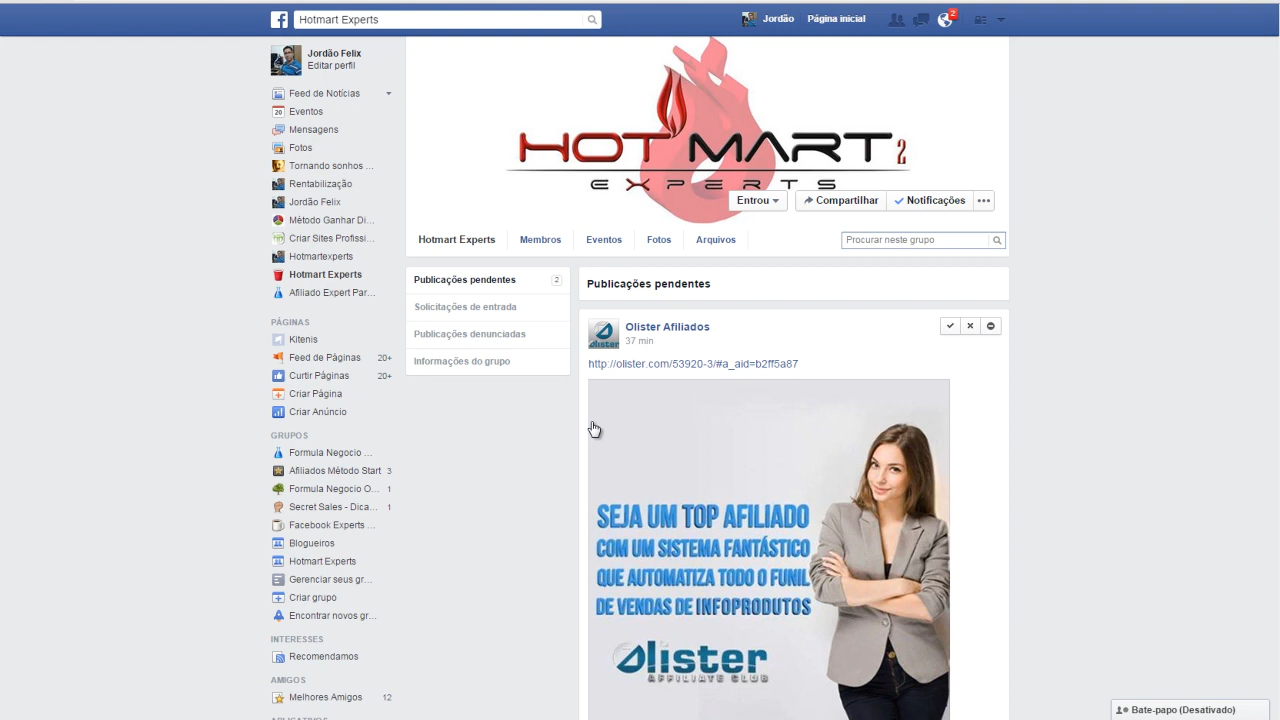 Hotmart Experts
Jordão
Página inicial
2
Jordão Felix
Editar perfil
Feed de Notícias
20 Eventos
Mensagens
Fotos
Tornando sonhos ...
Rentabilização
Jordão Felix
Método Ganhar Di...
Criar Sites Profissi...
Hotmartexperts
Hotmart Experts
Afiliado Expert Par...
PÁGINAS
Kitenis
Feed de Páginas 20+
Curtir Páginas 20+
Criar Página
Criar Anúncio
GRUPOS
Formula Negocio ...
Afiliados Método Start 3
Formula Negocio O... 1
Secret Sales - Dica... 1
Facebook Experts ...
Blogueiros
Hotmart Experts
Gerenciar seus gr...
Criar grupo
Encontrar novos gr...
INTERESSES
Recomendamos
AMIGOS
Melhores Amigos 12
APLICATIVOS
HOT MART 2
EXPERTS
Entrou
Compartilhar
Notificações
Hotmart Experts
Membros
Eventos
Fotos
Arquivos
Procurar neste grupo
Publicações pendentes 2
Solicitações de entrada
Publicações denunciadas
Informações do grupo
Publicações pendentes
olister
Olister Afiliados
37 min
http://olister.com/53920-3/#a_aid=b2ff5a87
SEJA UM TOP AFILIADO
COM UM SISTEMA FANTÁSTICO
QUE AUTOMATIZA TODO O FUNIL
DE VENDAS DE INFOPRODUTOS
Olister
AFFILIATE CLUB
Bate-papo (Desativado)